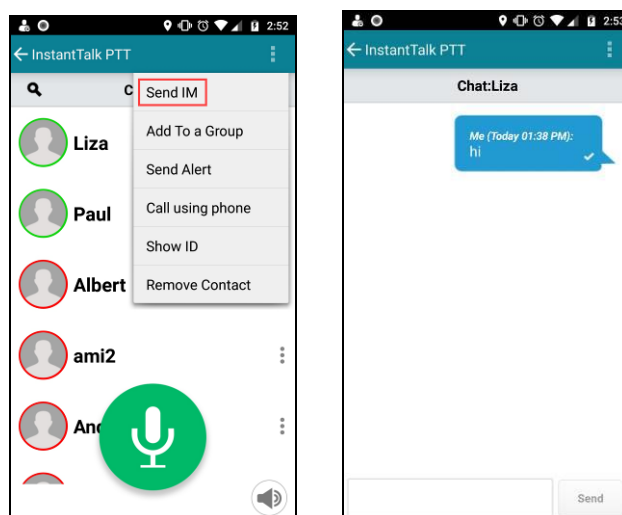 2:52
InstantTalk PTT
C
Send IM
Liza
Add To a Group
Send Alert
Paul
Call using phone
Show ID
Albert
Remove Contact
ami2
And
2:53
InstantTalk PTT
Chat:Liza
Me (Today 01:38 PM):
hi
Send